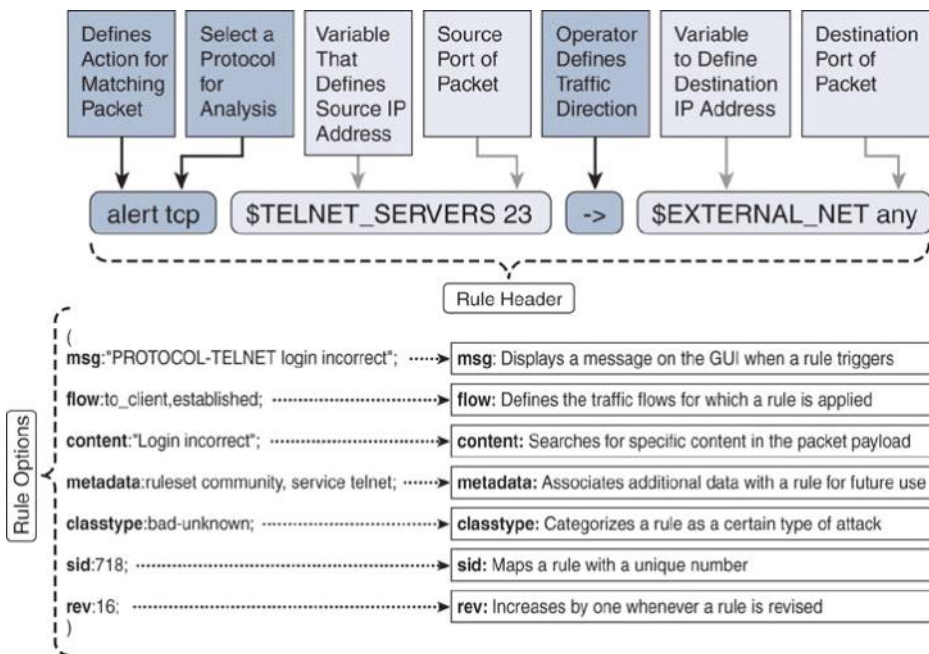 Defines
Action for
Matching
Packet
Select a
Protocol
for
Analysis
Variable
That
Defines
Source IP
Address
Source
Port of
Packet
Operator
Defines
Traffic
Direction
Variable
to Define
Destination
IP Address
Destination
Port of
Packet
alert tcp
$TELNET_SERVERS 23
->
$EXTERNAL_NET any
Rule Header
Rule Options
(
msg:"PROTOCOL-TELNET login incorrect";
msg: Displays a message on the GUI when a rule triggers
flow:to_client,established;
flow: Defines the traffic flows for which a rule is applied
content:"Login incorrect";
content: Searches for specific content in the packet payload
metadata:ruleset community, service telnet;
metadata: Associates additional data with a rule for future use
classtype:bad-unknown;
classtype: Categorizes a rule as a certain type of attack
sid:718;
sid: Maps a rule with a unique number
rev:16;
rev: Increases by one whenever a rule is revised
)